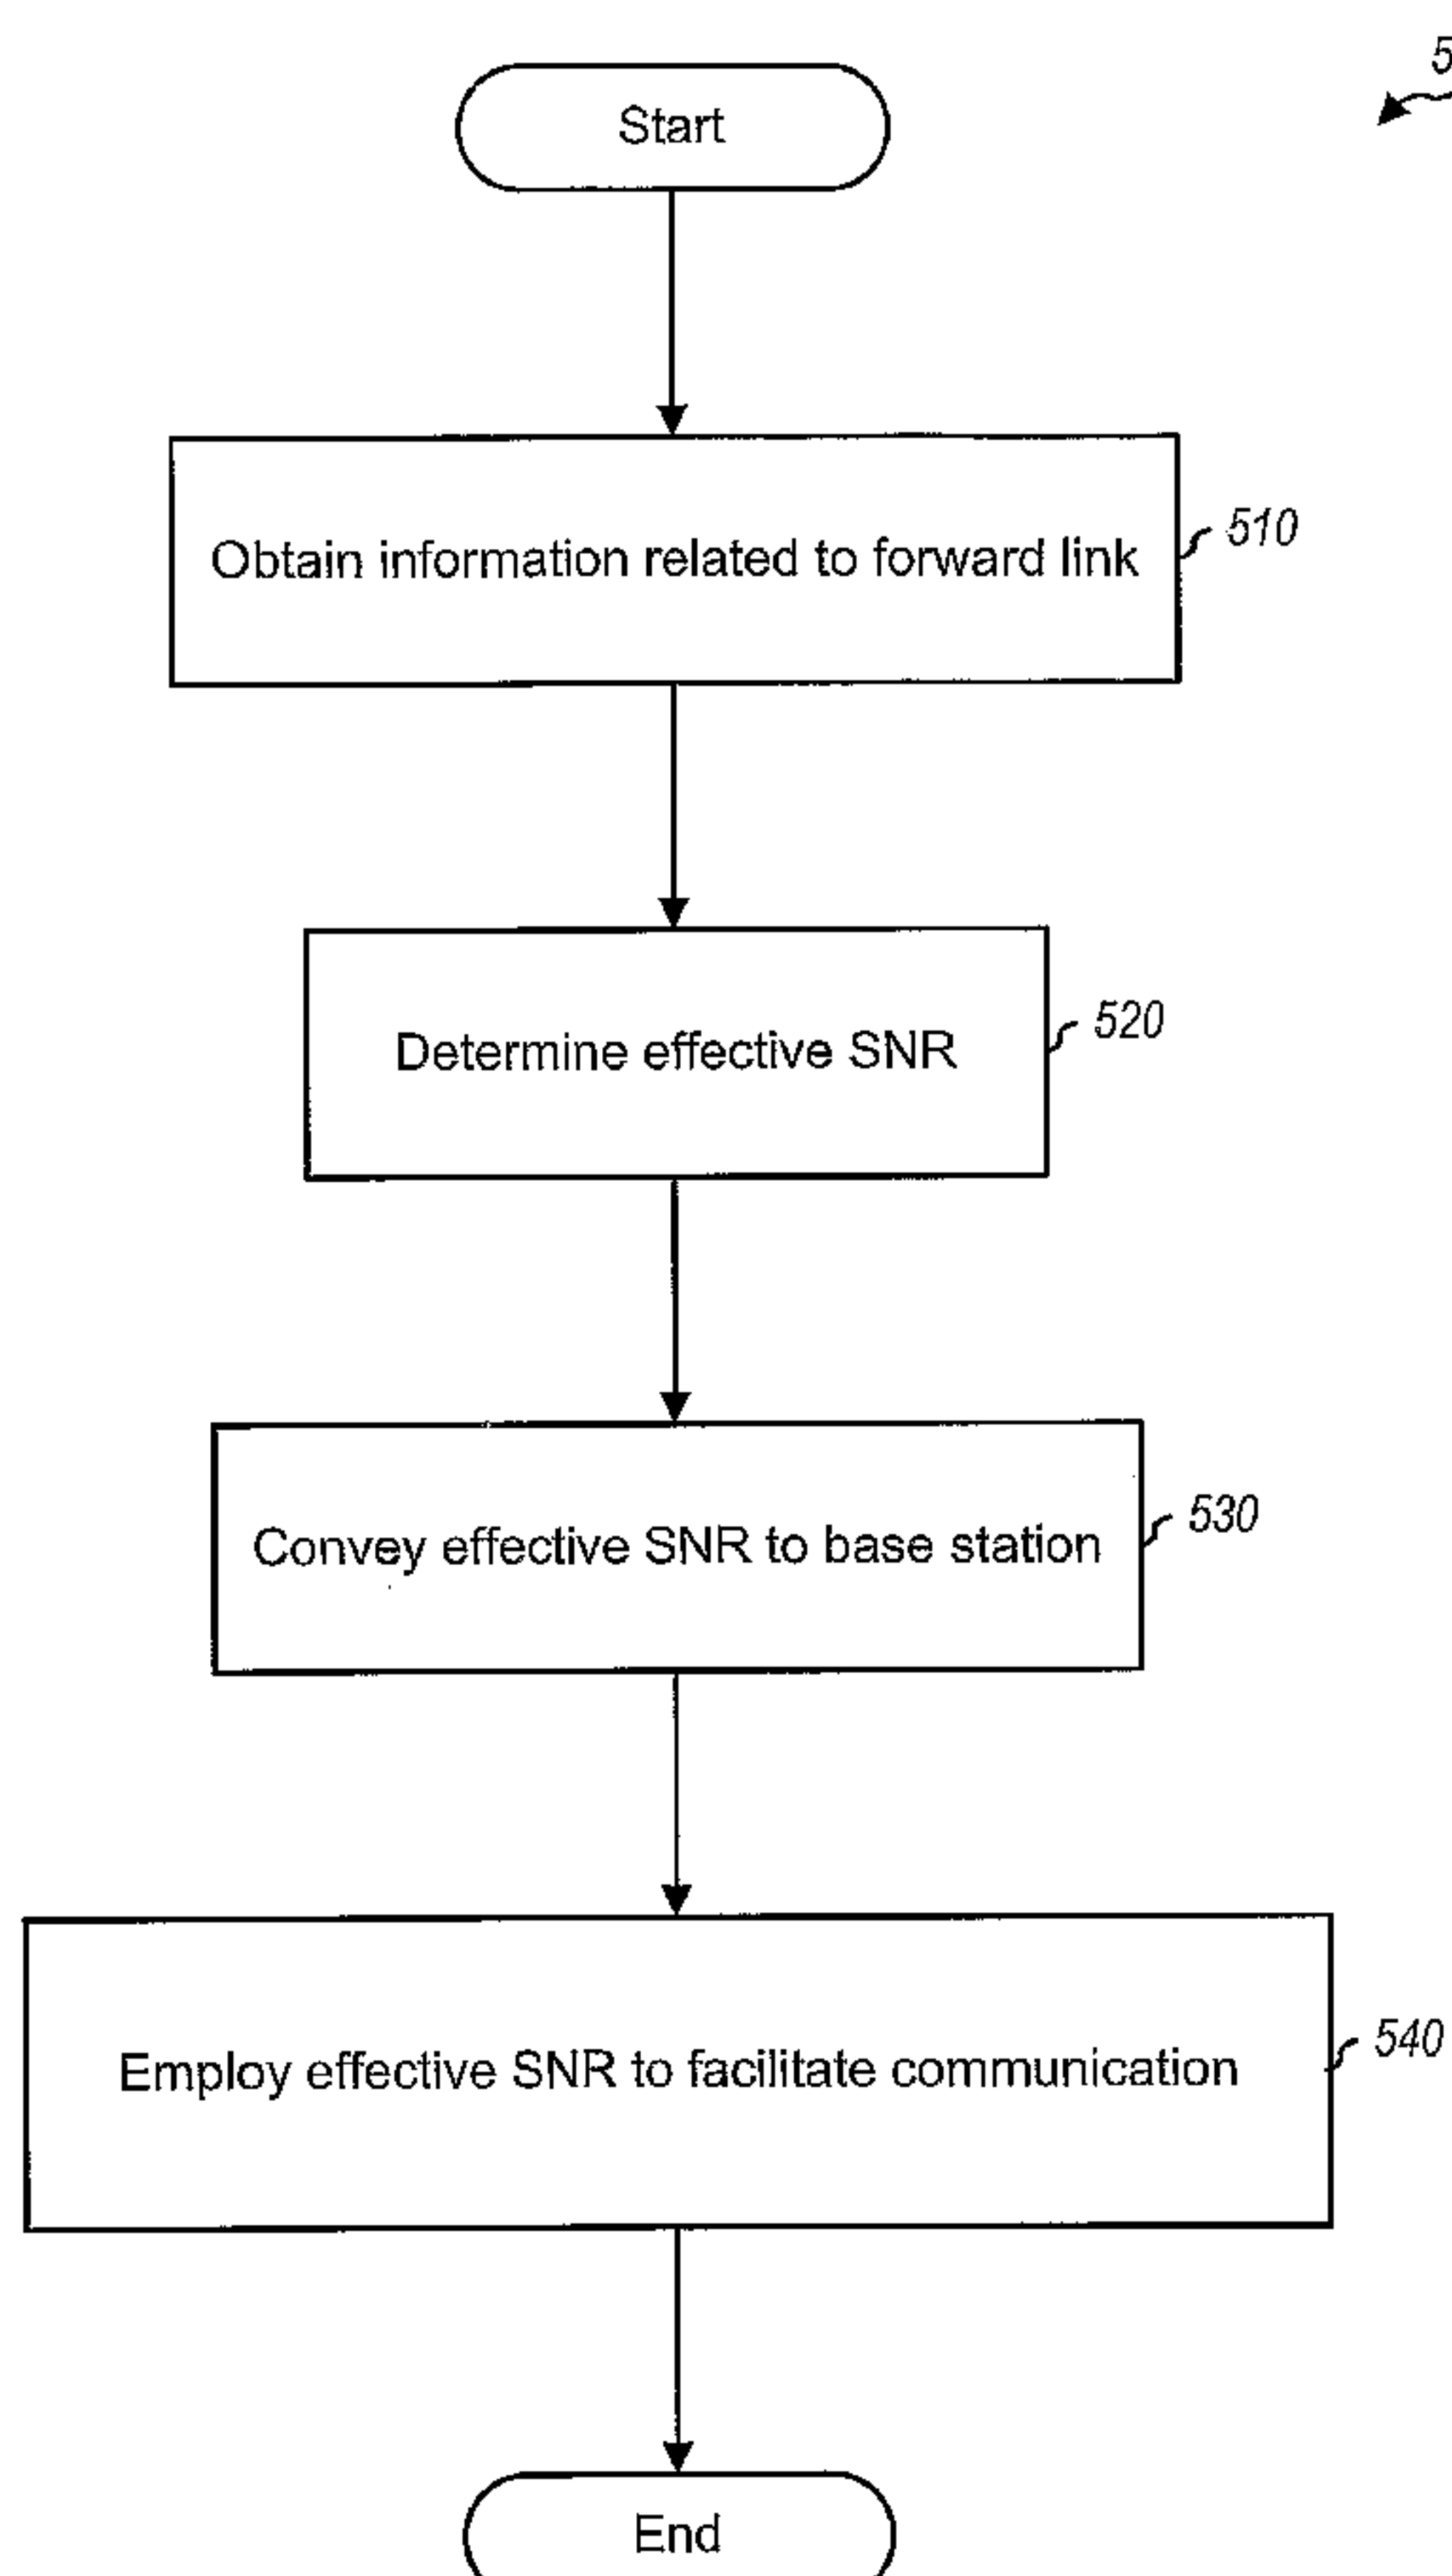 Start
Obtain information related to forward link
510
Determine effective SNR
520
Convey effective SNR to base station
530
Employ effective SNR to facilitate communication
540
End